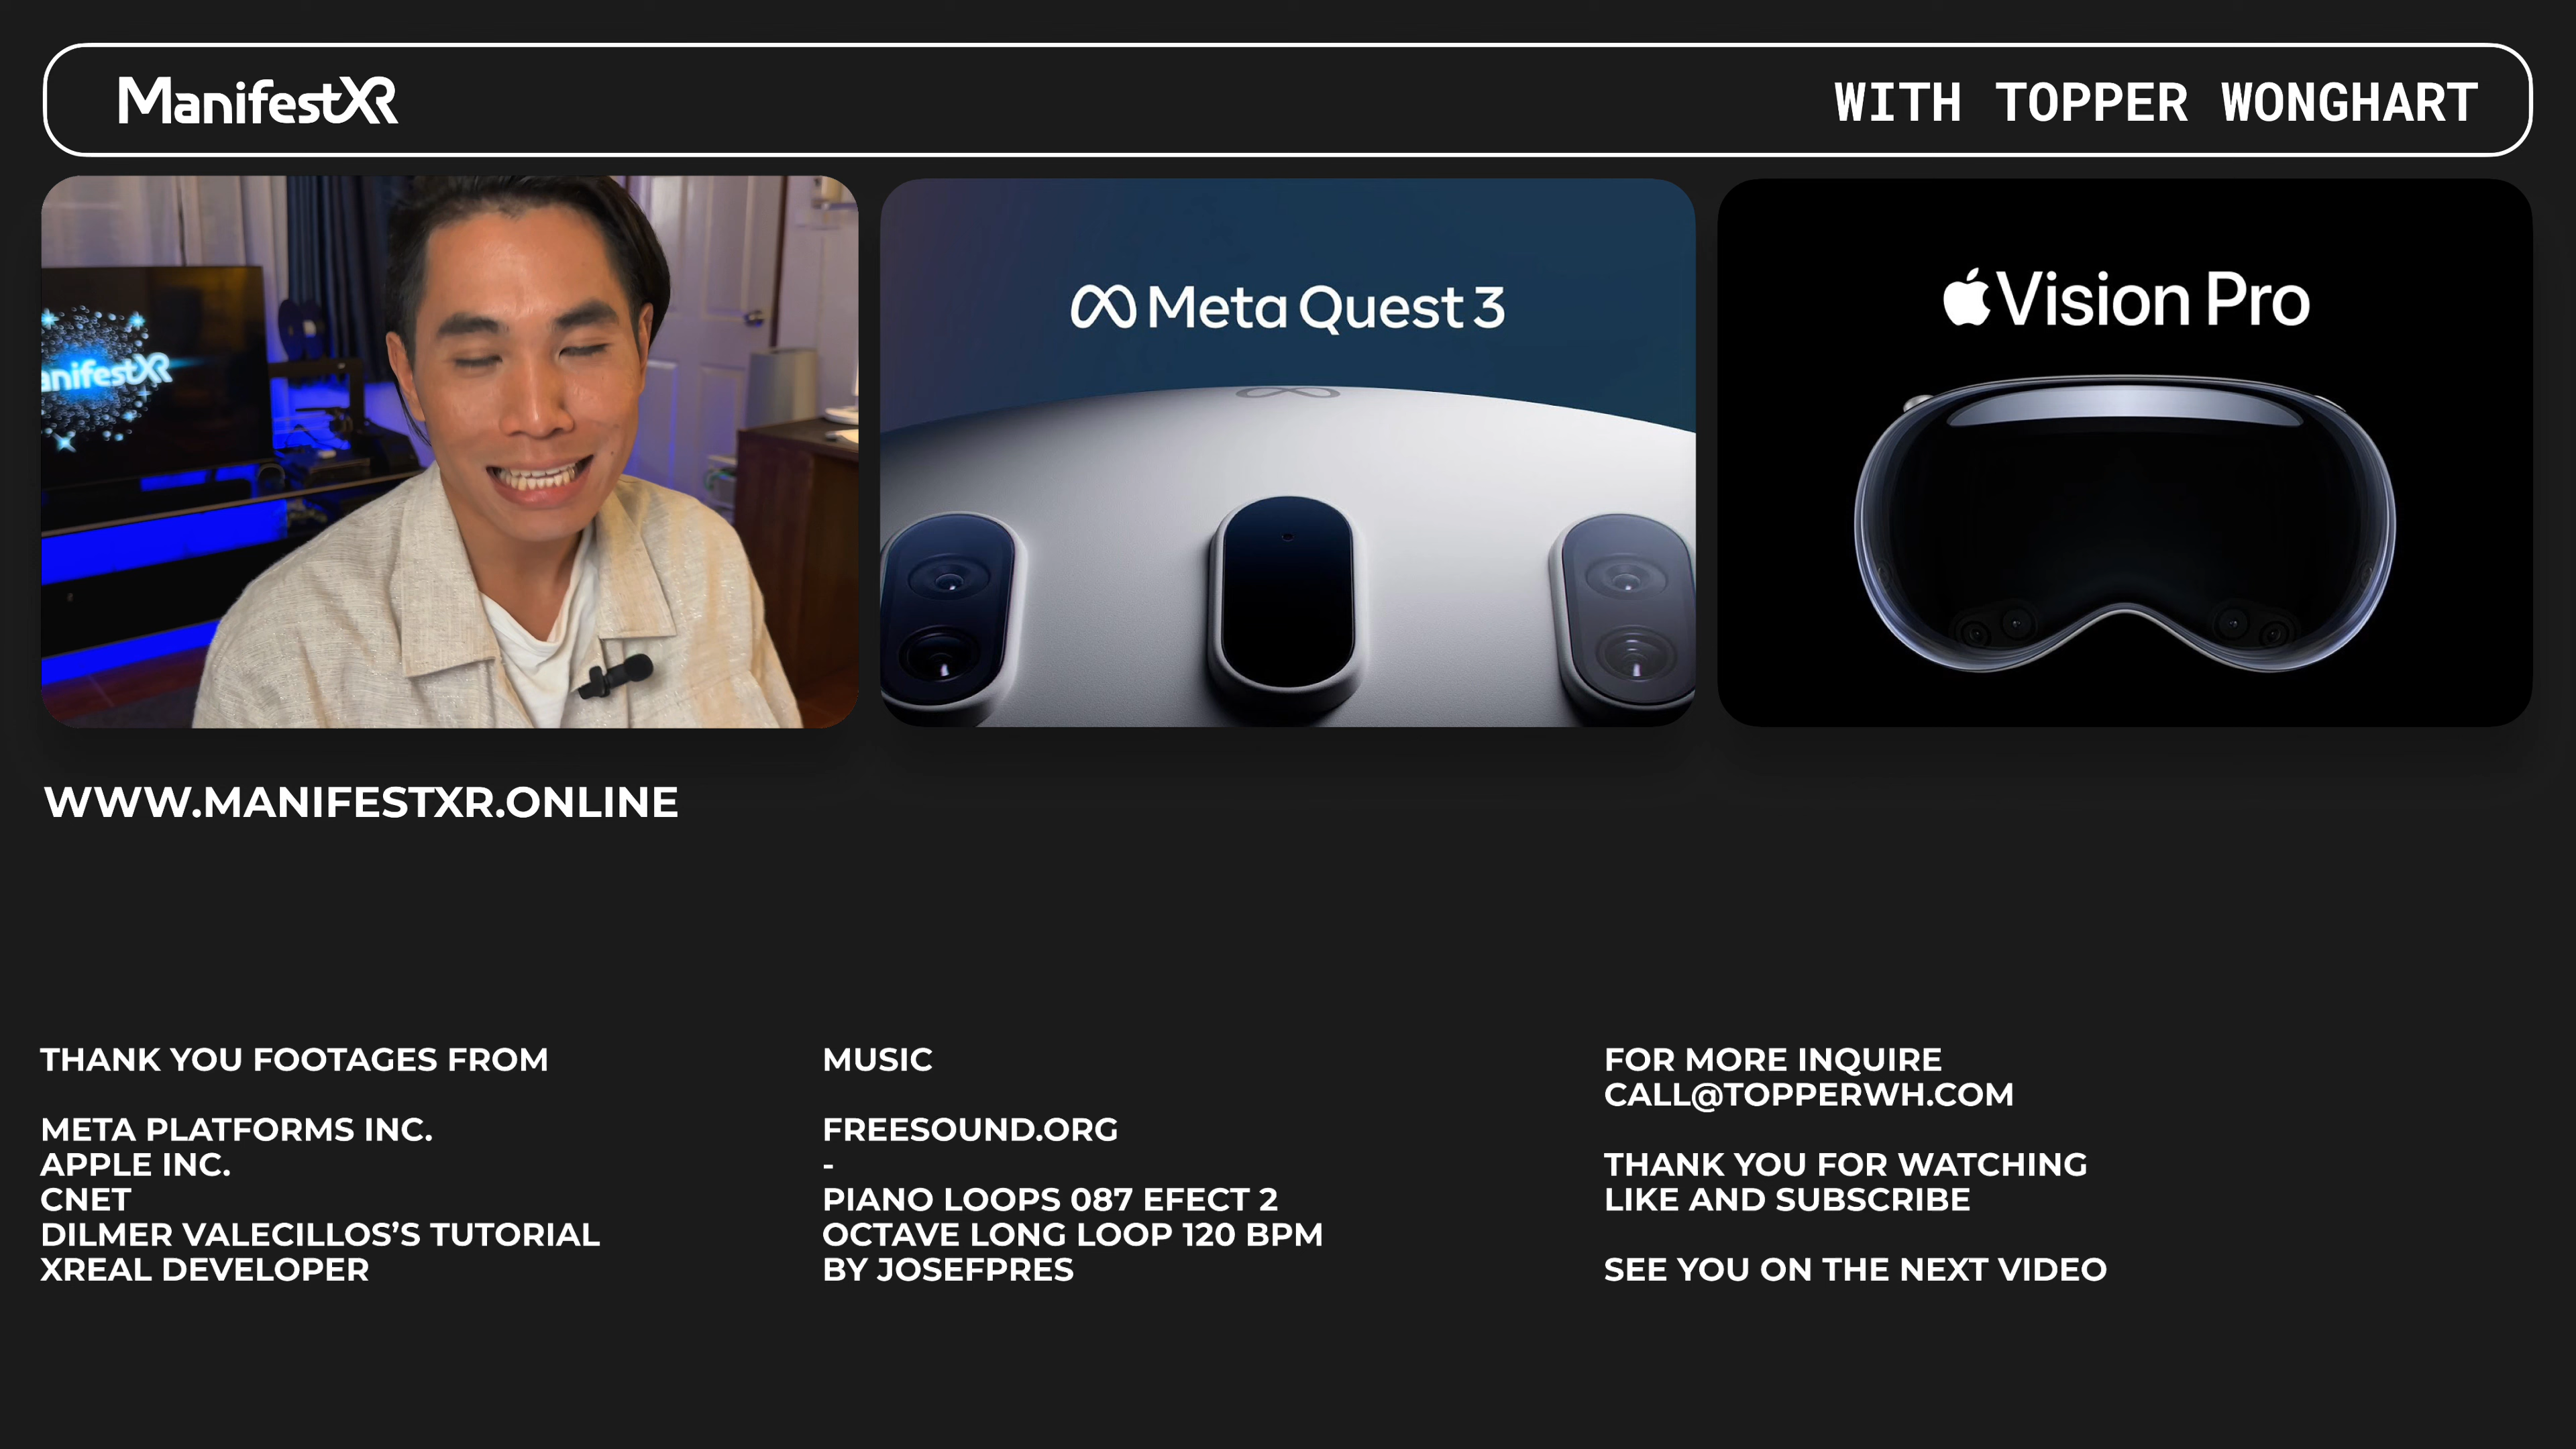 ManifestXR
WITH TOPPER WONGHART
anifestXR
Meta Quest 3
Vision Pro
WWW.MANIFESTXR.ONLINE
THANK YOU FOOTAGES FROM
META PLATFORMS INC.
APPLE INC.
CNET
DILMER VALECILLOS’S TUTORIAL
XREAL DEVELOPER
MUSIC
FREESOUND.ORG
-
PIANO LOOPS 087 EFECT 2
OCTAVE LONG LOOP 120 BPM
BY JOSEFPRES
FOR MORE INQUIRE
CALL@TOPPERWH.COM
THANK YOU FOR WATCHING
LIKE AND SUBSCRIBE
SEE YOU ON THE NEXT VIDEO